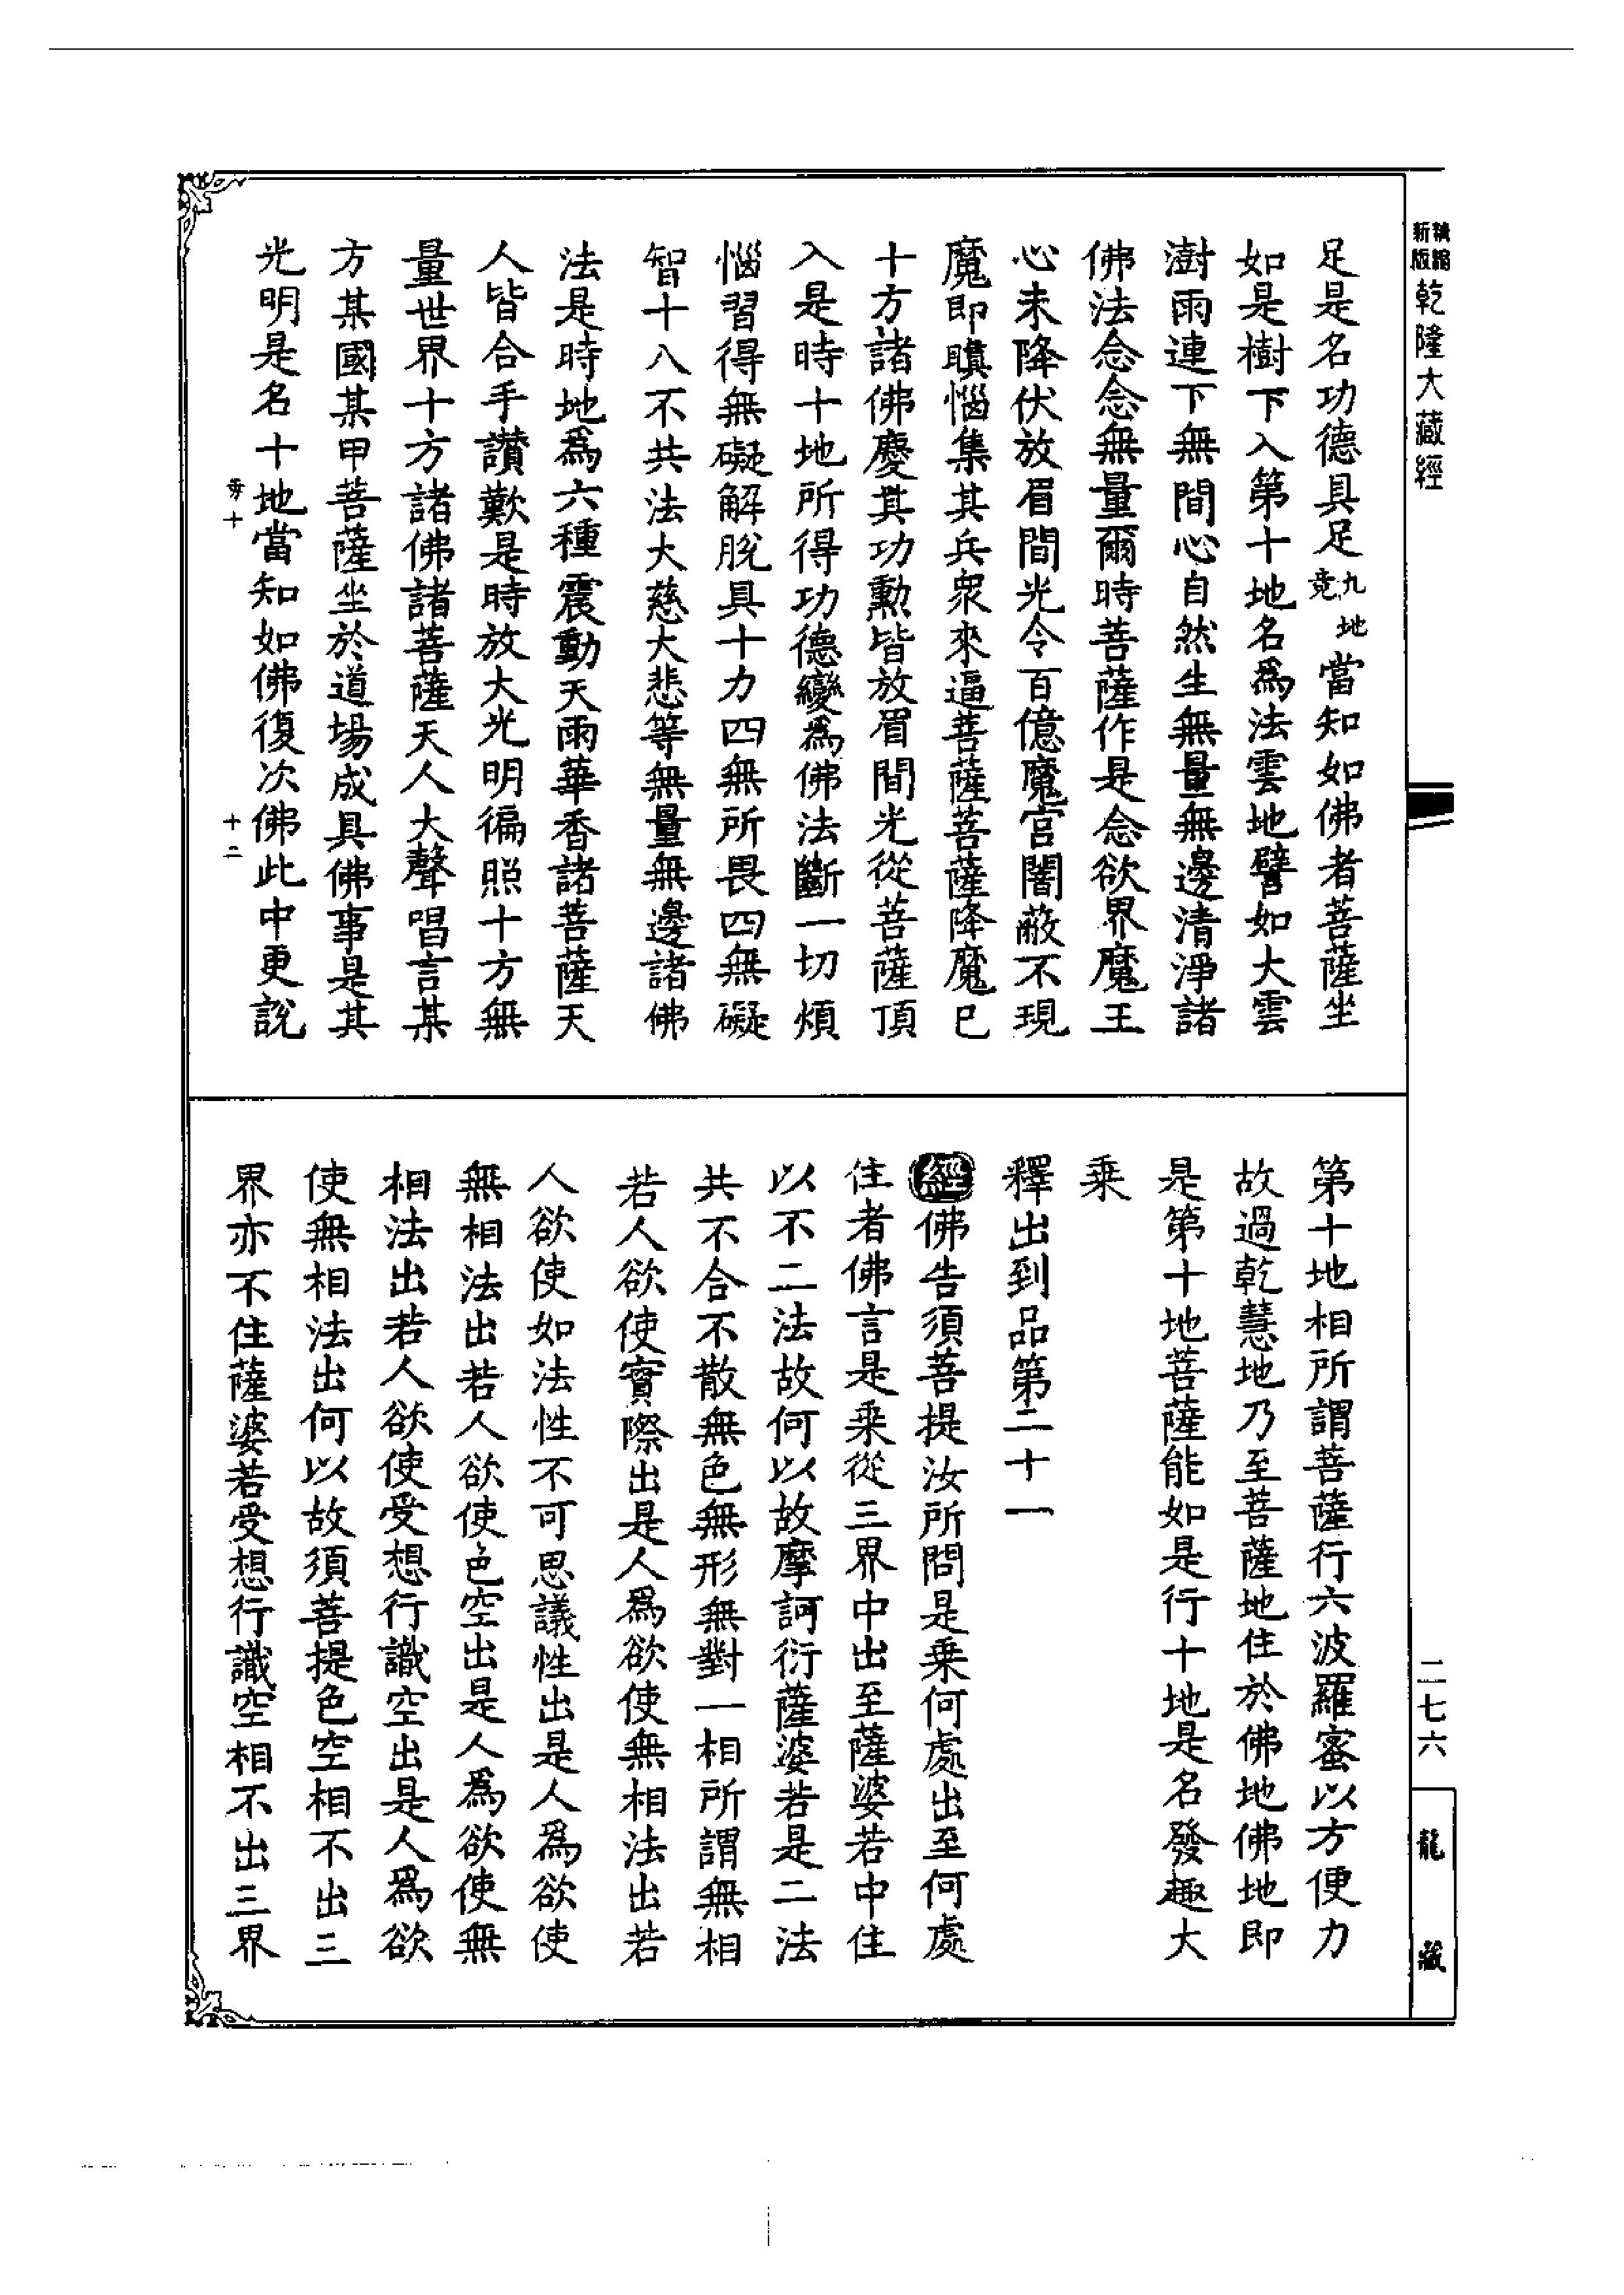 精縮
新版
乾隆大藏經
足是名功德具足九地竟當知如佛者菩薩坐
如是樹下入第十地名爲法雲地譬如大雲
澍雨連下無間心自然生無量無邊清淨諸
佛法念念無量爾時菩薩作是念欲界魔王
心未降伏放眉間光令百億魔宮闇蔽不現
魔即瞋惱集其兵衆來逼菩薩菩薩降魔已
十方諸佛慶其功勳皆放眉間光從菩薩頂
入是時十地所得功德變爲佛法斷一切煩
惱習得無礙解脫具十力四無所畏四無礙
智十八不共法大慈大悲等無量無邊諸佛
法是時地爲六種震動天雨華香諸菩薩天
人皆合手讚歎是時放大光明徧照十方無
量世界十方諸佛諸菩薩天人大聲唱言某
方某國某甲菩薩坐於道場成具佛事是其
光明是名十地當知如佛復次佛此中更說
十
十二
第十地相所謂菩薩行六波羅蜜以方便力
故過乾慧地乃至菩薩地住於佛地佛地即
是第十地菩薩能如是行十地是名發趣大
乗
釋出到品第二十一
經佛告須菩提汝所問是乗何處出至何處
住者佛言是乗從三界中出至薩婆若中住
以不二法故何以故摩訶衍薩婆若是二法
共不合不散無色無形無對一相所謂無相
若人欲使實際出是人爲欲使無相法出若
人欲使如法性不可思議性出是人爲欲使
無相法出若人欲使色空出是人爲欲使無
相法出若人欲使受想行識空出是人爲欲
使無相法出何以故須菩提色空相不出三
界亦不住薩婆若受想行識空相不出三界
二七六
龍藏